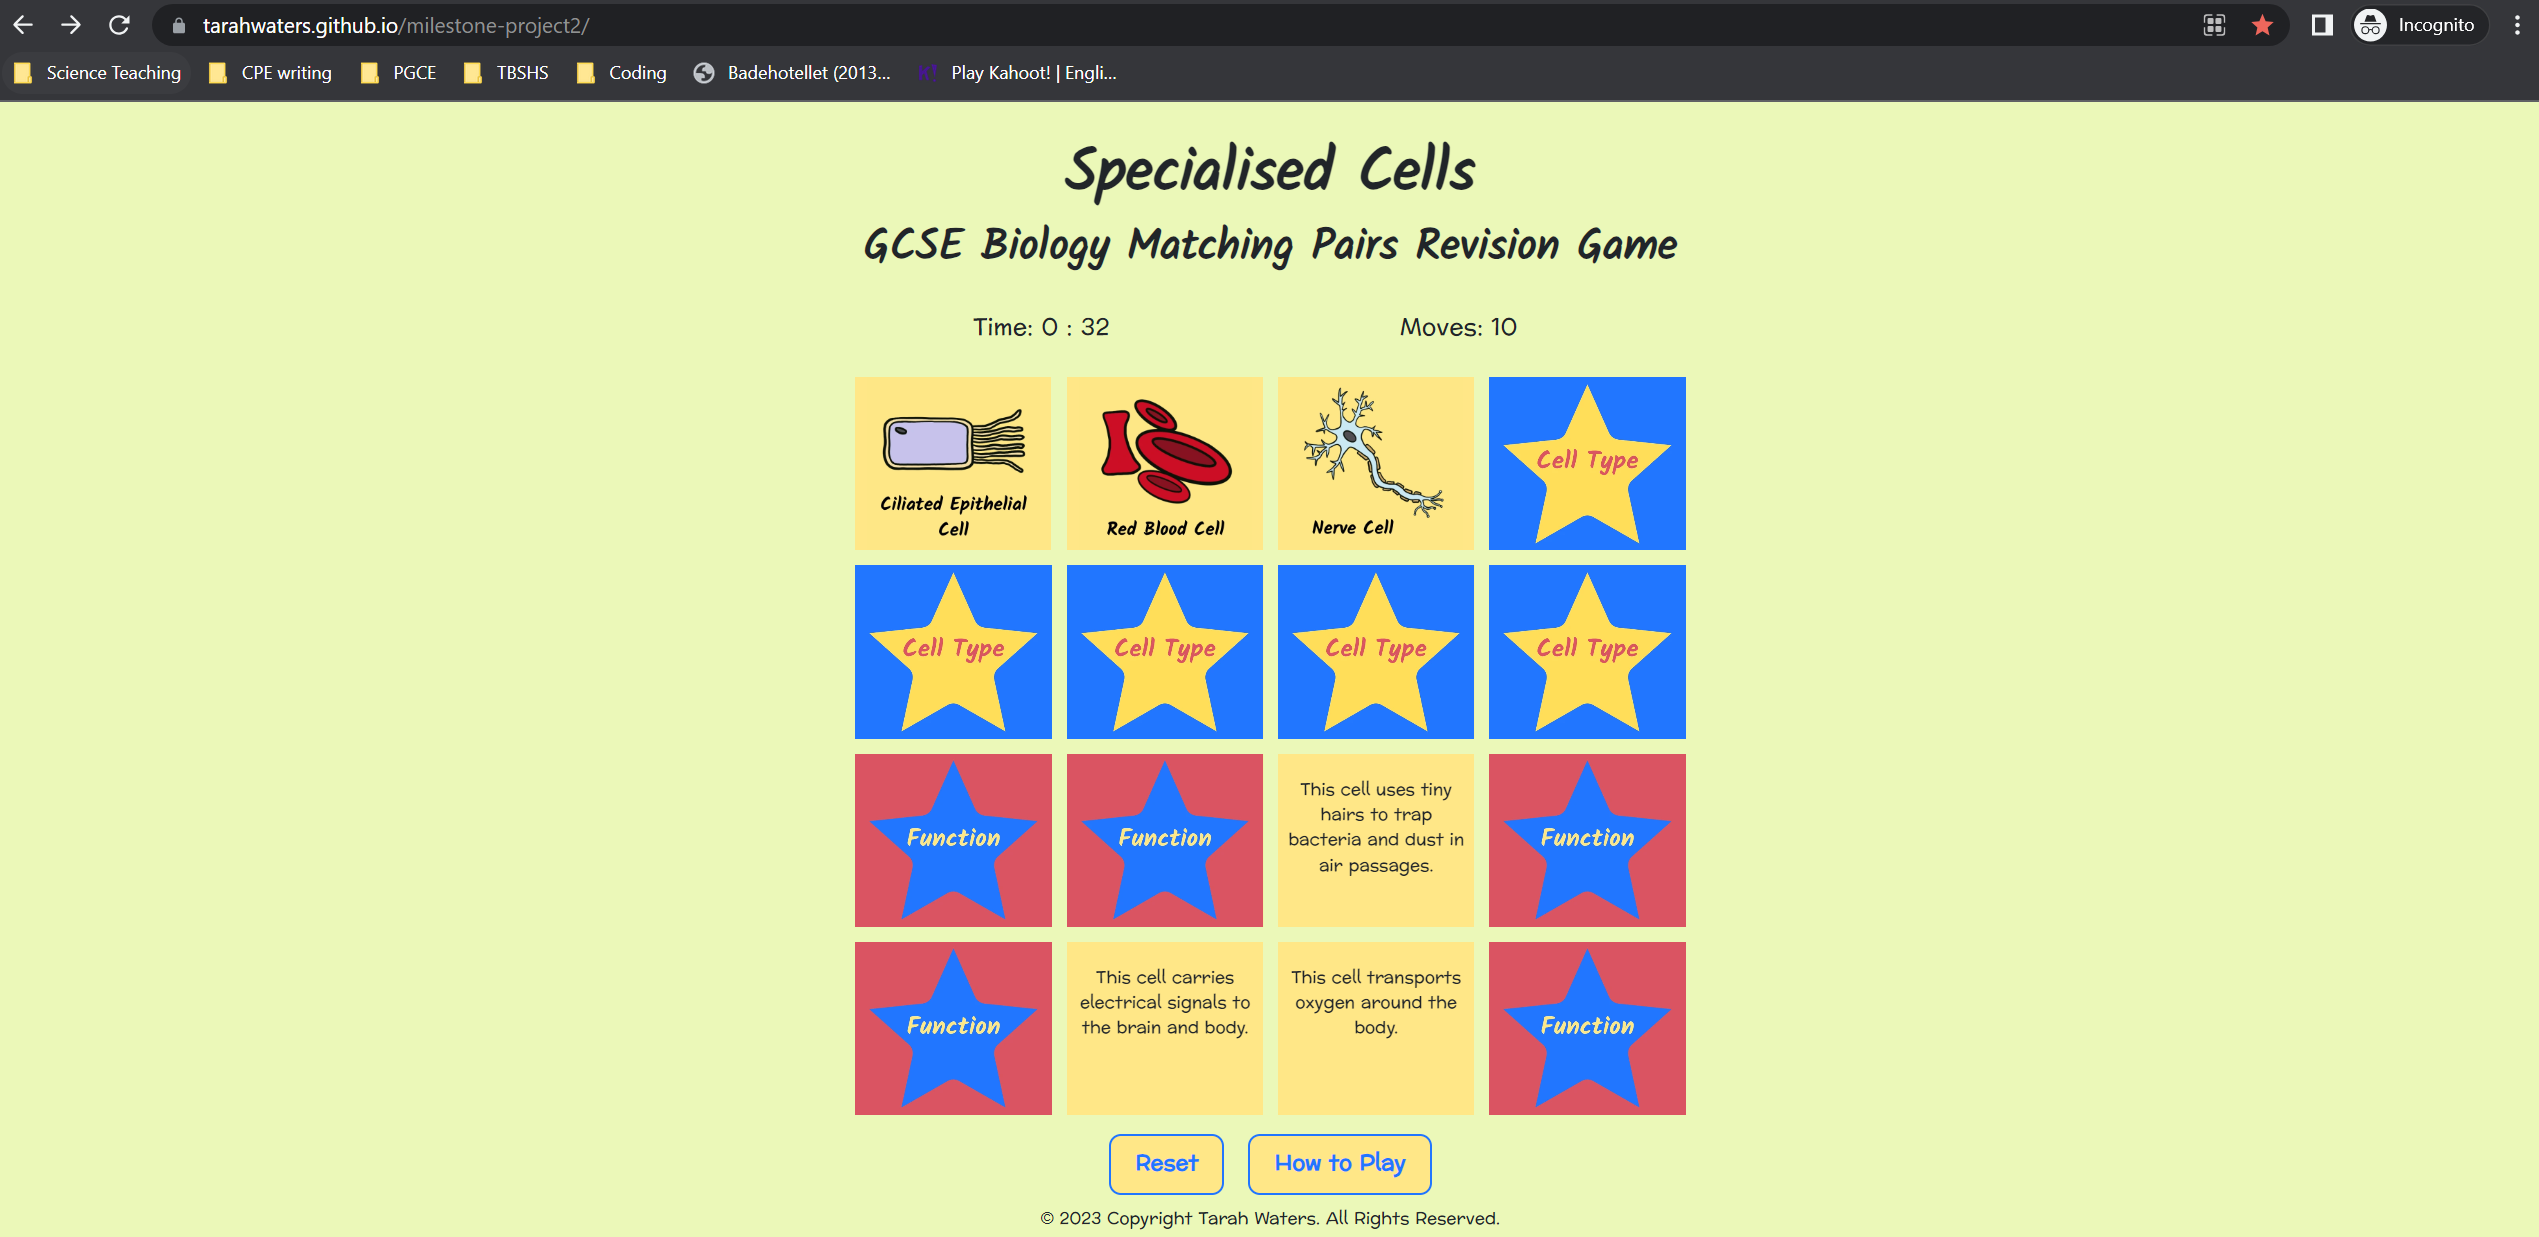 tarahwaters.github.io/milestone-project2/
Incognito
Science Teaching
CPE writing
PGCE
TBSHS
Coding
Badehotellet (2013...
Play Kahoot! | Engli...
Specialised Cells
GCSE Biology Matching Pairs Revision Game
Time: 0 : 32
Moves: 10
Ciliated Epithelial
Cell
Red Blood Cell
Nerve Cell
Cell Type
Cell Type
Cell Type
Cell Type
Cell Type
Function
Function
This cell uses tiny
hairs to trap
bacteria and dust in
air passages.
Function
Function
This cell carries
electrical signals to
the brain and body.
This cell transports
oxygen around the
body.
Function
Reset
How to Play
© 2023 Copyright Tarah Waters. All Rights Reserved.